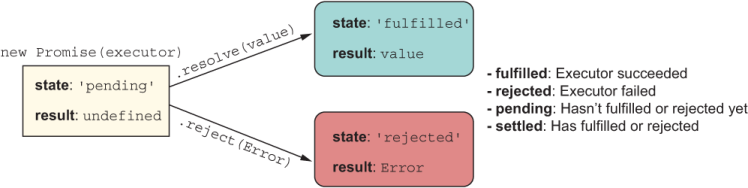 new Promise(executor)
state: 'pending'
result: undefined
.resolve(value)
.reject(Error)
state: 'fulfilled'
result: value
state: 'rejected'
result: Error
- fulfilled: Executor succeeded
- rejected: Executor failed
- pending: Hasn't fulfilled or rejected yet
- settled: Has fulfilled or rejected